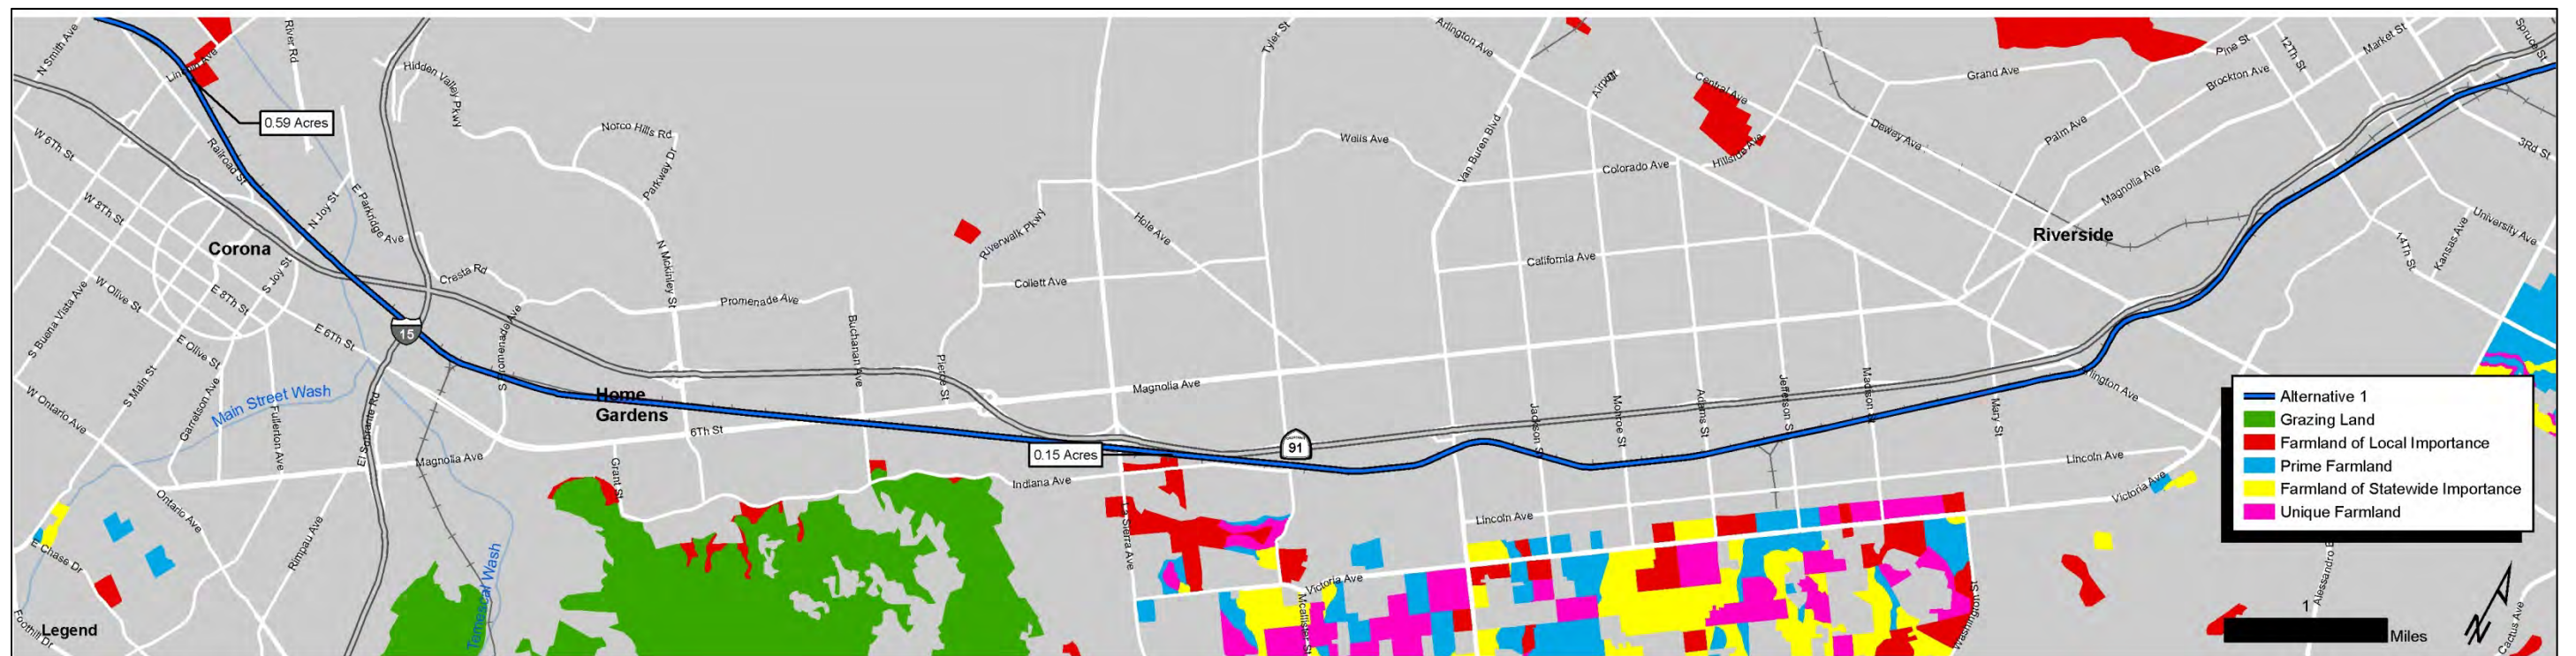 N Smith Ave
Lincoln Ave
River Rd
Hidden Valley Pkwy
0.59 Acres
Norco Hills Rd
Parkway Dr
Tyler St
Arlington Ave
Wells Ave
Van Buren Blvd
Airport
Central Ave
Colorado Ave
Hillside Ave
Grand Ave
Dewey Ave
Pine St
12Th St
Market St
Spruce St
Brockton Ave
Palm Ave
Magnolia Ave
3Rd St
University Ave
Kansas Ave
14Th St
Riverside
W 6Th St
Railroad St
W 8Th St
N Joy St
E Parkridge Ave
Corona
S Joy St
W Olive St
E 8Th St
S Buena Vista Ave
E 6Th St
E Olive St
S Main St
Cresta Rd
S Promenade Ave
N Mckinley St
Promenade Ave
Buchanan Ave
Riverwalk Pkwy
Collett Ave
Hole Ave
Pierce St
California Ave
Magnolia Ave
15
Home
Gardens
W Ontario Ave
Garretson Ave
Main Street Wash
Fullerton Ave
El Sobrante Rd
Magnolia Ave
6Th St
Grant St
0.15 Acres
91
Indiana Ave
La Sierra Ave
Jackson St
Monroe St
Adams St
Jefferson St
Madison St
Mary St
Arlington Ave
Lincoln Ave
Victoria Ave
Lincoln Ave
Victoria Ave
Mcallister St
Washington St
Ontario Ave
Rimpau Ave
E Chase Dr
Foothill Dr
Temescal Wash
Legend
Alternative 1
Grazing Land
Farmland of Local Importance
Prime Farmland
Farmland of Statewide Importance
Unique Farmland
Alessandro B
Cactus Ave
1
Miles
N